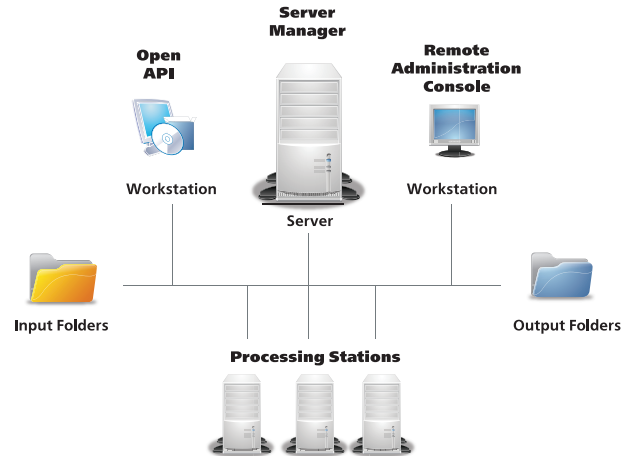 Server
Manager
Open
API
Remote
Administration
Console
Workstation
Workstation
Server
Input Folders
Output Folders
Processing Stations